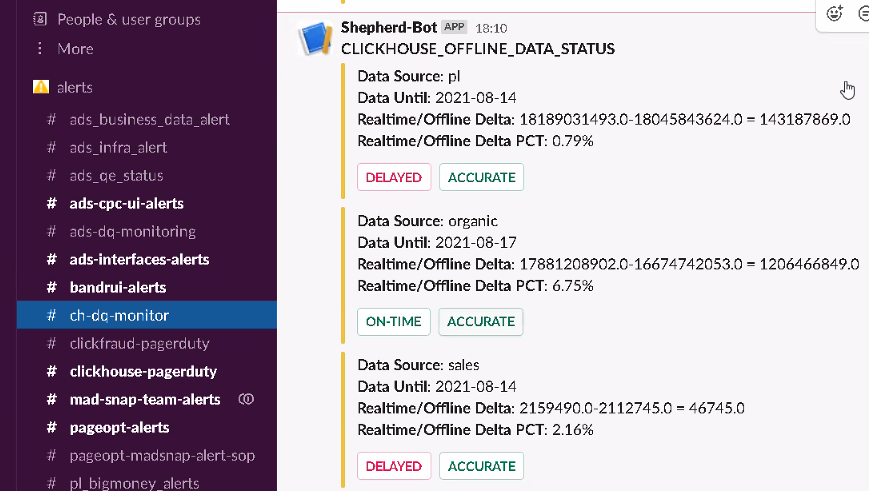 People & user groups
More
alerts
# ads_business_data_alert
# ads_infra_alert
# ads_qe_status
# ads-cpc-ui-alerts
# ads-dq-monitoring
# ads-interfaces-alerts
# bandrui-alerts
# ch-dq-monitor
# clickfraud-pagerduty
# clickhouse-pagerduty
# mad-snap-team-alerts
# pageopt-alerts
# pageopt-madsnap-alert-sop
# pl_bigmoney_alerts
Shepherd-Bot APP 18:10
CLICKHOUSE_OFFLINE_DATA_STATUS
Data Source: pl
Data Until: 2021-08-14
Realtime/Offline Delta: 18189031493.0-18045843624.0 = 143187869.0
Realtime/Offline Delta PCT: 0.79%
DELAYED ACCURATE
Data Source: organic
Data Until: 2021-08-17
Realtime/Offline Delta: 17881208902.0-16674742053.0 = 1206466849.0
Realtime/Offline Delta PCT: 6.75%
ON-TIME ACCURATE
Data Source: sales
Data Until: 2021-08-14
Realtime/Offline Delta: 2159490.0-2112745.0 = 46745.0
Realtime/Offline Delta PCT: 2.16%
DELAYED ACCURATE